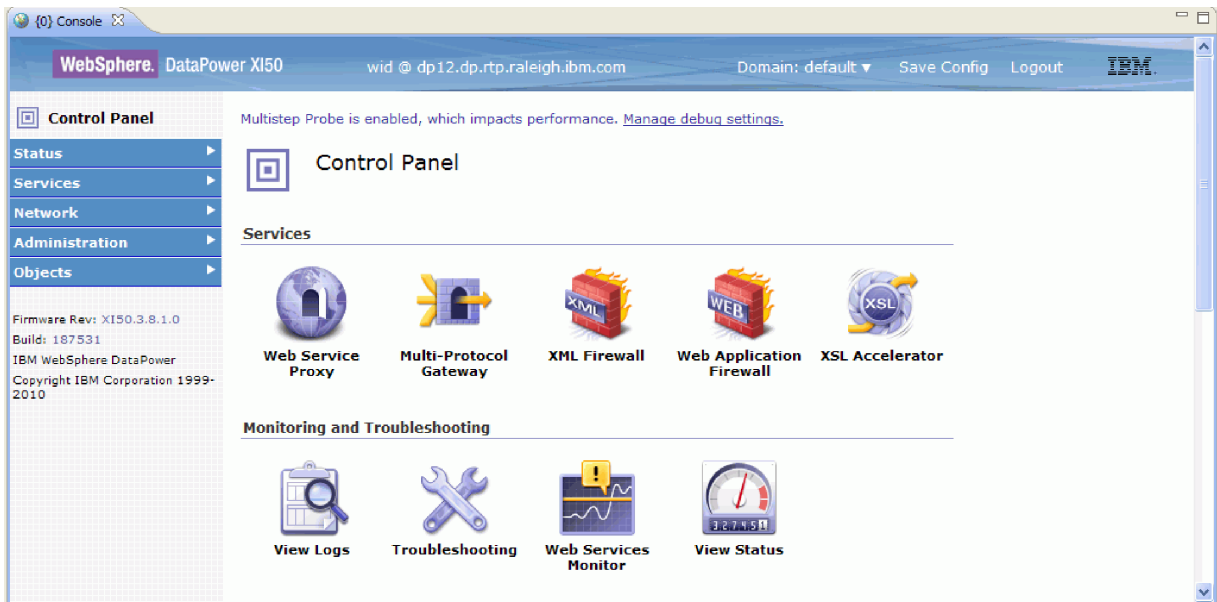 {0} Console
WebSphere. DataPower XI50 wid @ dp12.dp.rtp.raleigh.ibm.com Domain: default Save Config Logout IBM.
Control Panel
Status
Services
Network
Administration
Objects
Firmware Rev: XI50.3.8.1.0
Build: 187531
IBM WebSphere DataPower
Copyright IBM Corporation 1999-
2010
Multistep Probe is enabled, which impacts performance. Manage debug settings.
Control Panel
Services
XML
WEB
XSL
Web Service
Proxy
Multi-Protocol
Gateway
XML Firewall
Web Application
Firewall
XSL Accelerator
Monitoring and Troubleshooting
View Logs
Troubleshooting
Web Services
Monitor
View Status